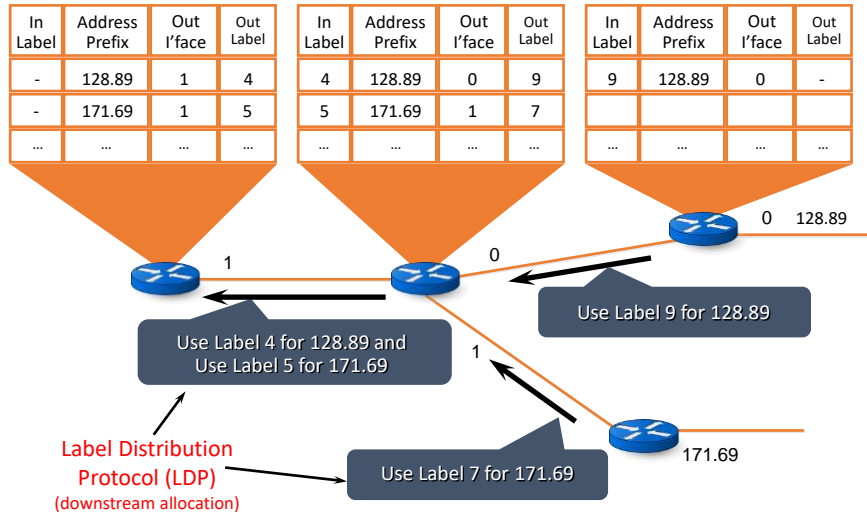 In Label Address Prefix Out I'face Out Label
- 128.89 1 4
- 171.69 1 5
... ... ... ...
In Label Address Prefix Out I'face Out Label
4 128.89 0 9
5 171.69 1 7
... ... ... ...
In Label Address Prefix Out I'face Out Label
9 128.89 0 -
... ... ... ...
0 128.89
1
0
Use Label 9 for 128.89
Use Label 4 for 128.89 and
Use Label 5 for 171.69
1
Label Distribution
Protocol (LDP)
(downstream allocation)
Use Label 7 for 171.69
171.69